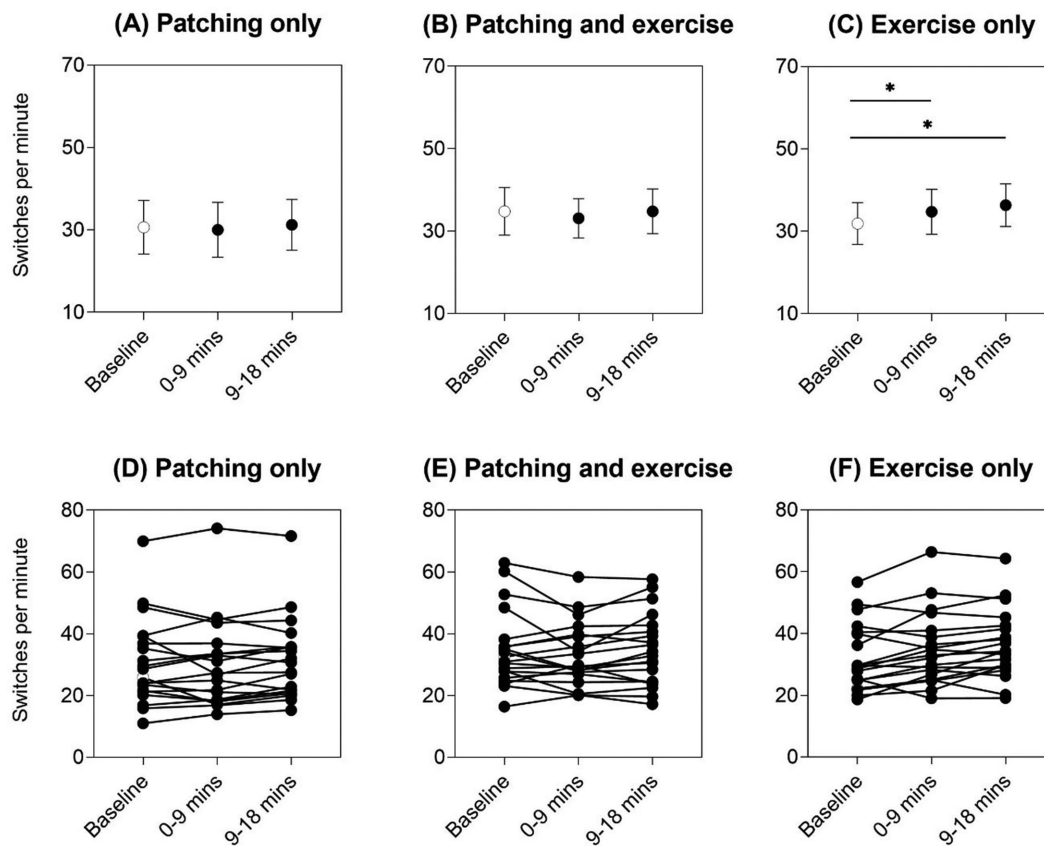 (A) Patching only
(B) Patching and exercise
(C) Exercise only
Switches per minute
70
50
30
10
Baseline
0-9 mins
9-18 mins
70
50
30
10
Baseline
0-9 mins
9-18 mins
70
50
30
10
*
*
Baseline
0-9 mins
9-18 mins
(D) Patching only
(E) Patching and exercise
(F) Exercise only
Switches per minute
80
60
40
20
0
Baseline
0-9 mins
9-18 mins
80
60
40
20
0
Baseline
0-9 mins
9-18 mins
80
60
40
20
0
Baseline
0-9 mins
9-18 mins